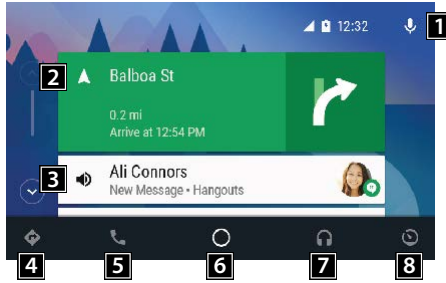 12:32
1
2
Balboa St
0.2 mi
Arrive at 12:54 PM
3
Ali Connors
New Message • Hangouts
4
5
6
7
8